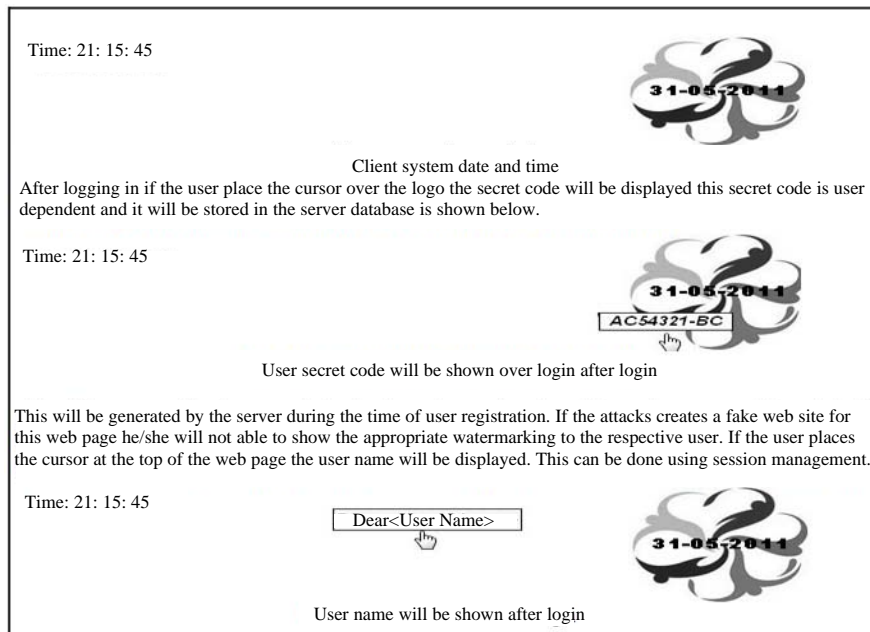 Time: 21: 15: 45
31-05-2011
Client system date and time
After logging in if the user place the cursor over the logo the secret code will be displayed this secret code is user
dependent and it will be stored in the server database is shown below.
Time: 21: 15: 45
31-05-2011
AC54321-BC
User secret code will be shown over login after login
This will be generated by the server during the time of user registration. If the attacks creates a fake web site for
this web page he/she will not able to show the appropriate watermarking to the respective user. If the user places
the cursor at the top of the web page the user name will be displayed. This can be done using session management.
Time: 21: 15: 45
Dear<User Name>
31-05-2011
User name will be shown after login